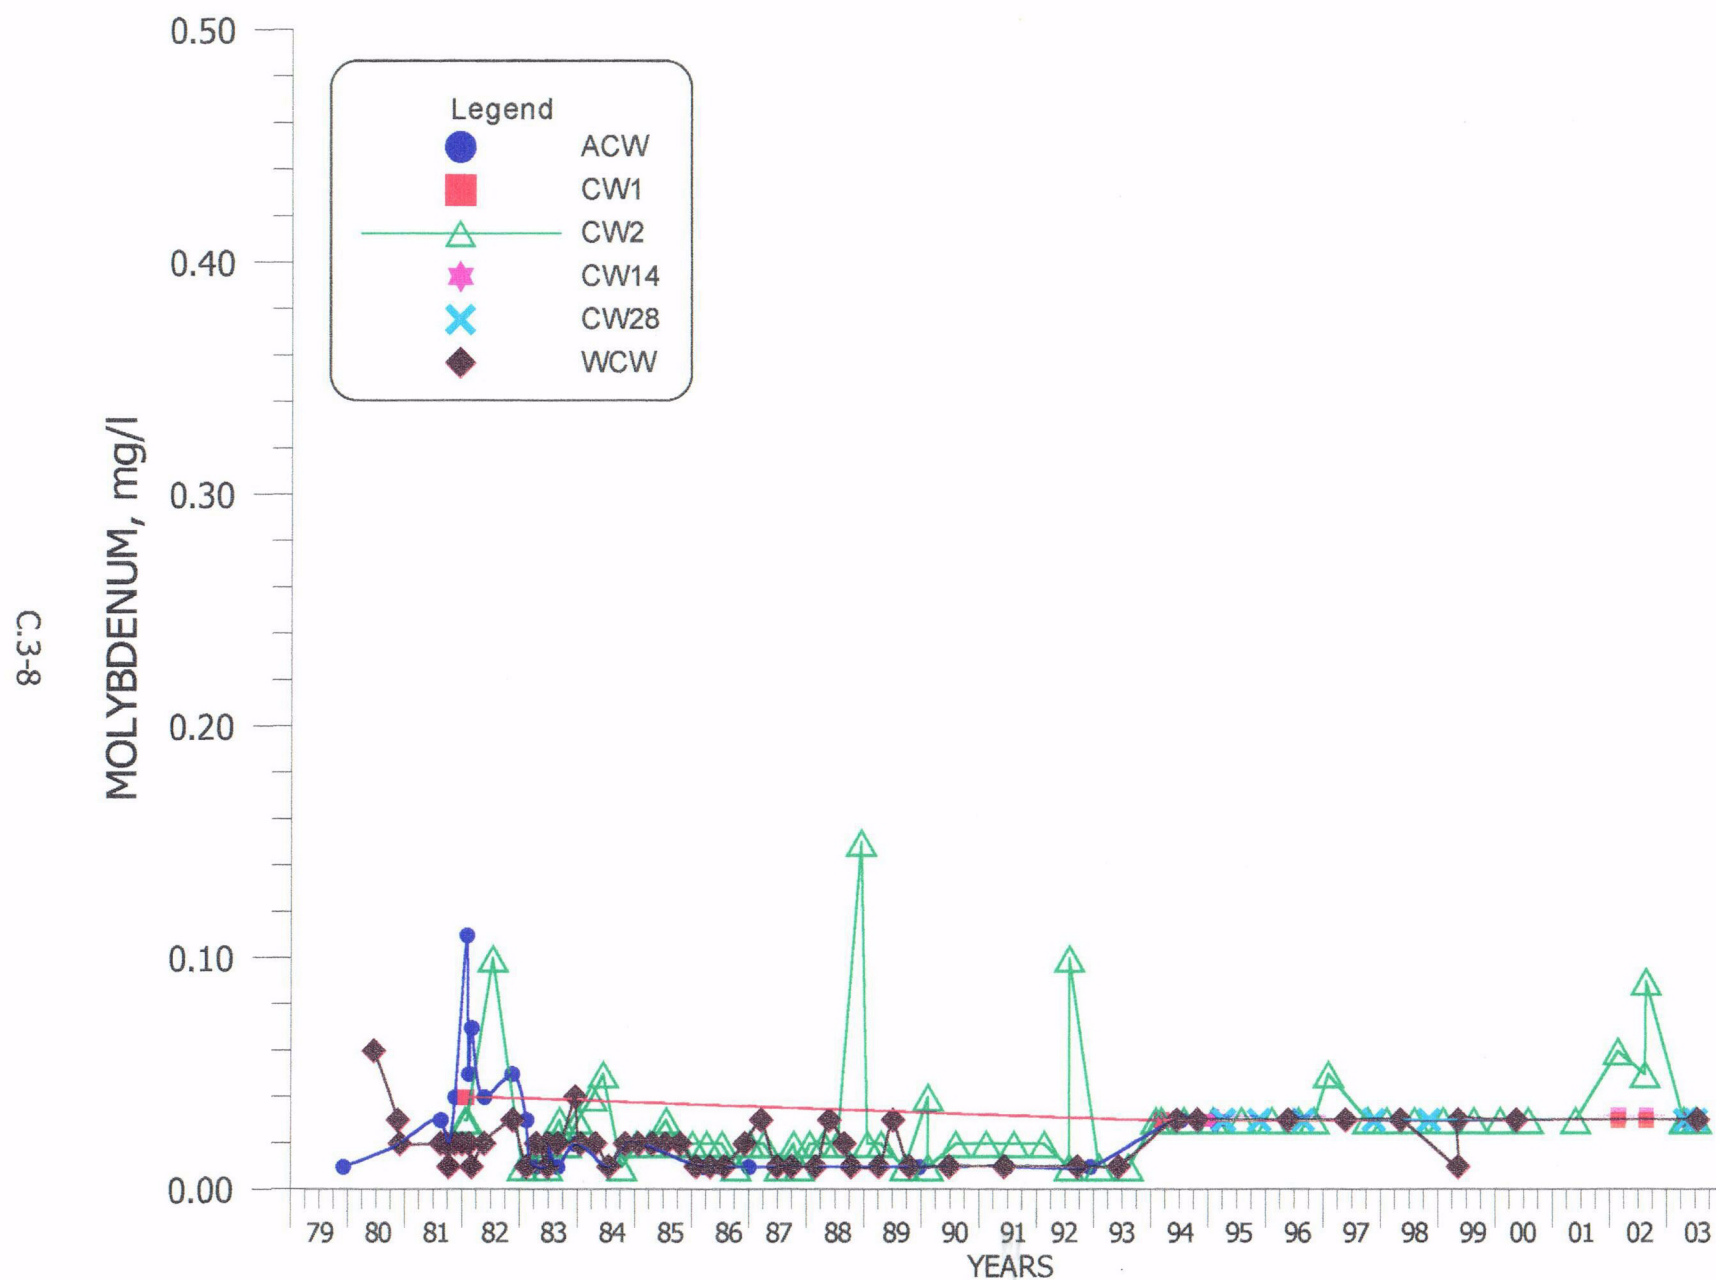 0.50
Legend
ACW
CW1
CW2
CW14
CW28
WCW
0.40
0.30
0.20
0.10
0.00
MOLYBDENUM, mg/l
C.3-8
79 80 81 82 83 84 85 86 87 88 89 90 91 92 93 94 95 96 97 98 99 00 01 02 03
YEARS